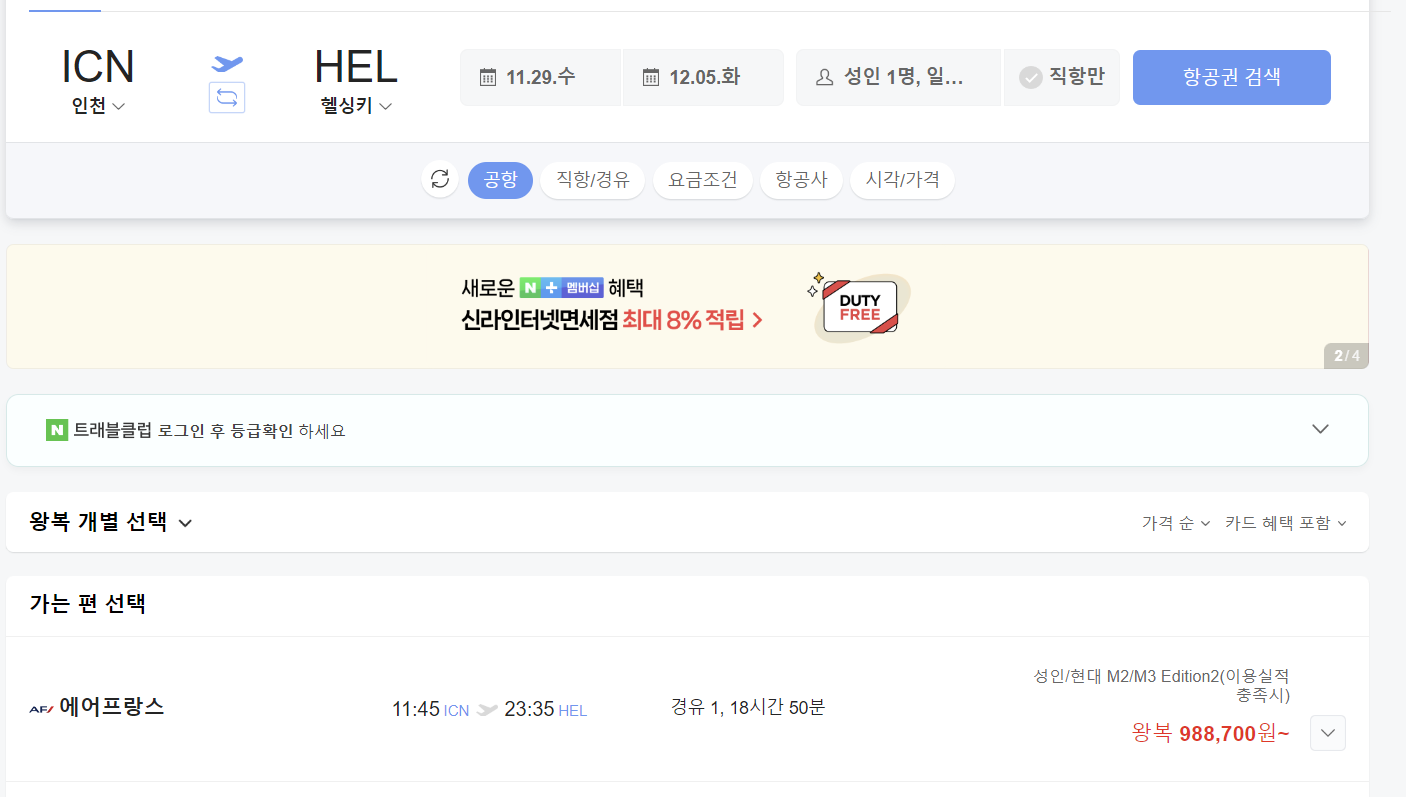 ICN
인천
HEL
헬싱키
11.29.수
12.05.화
성인 1명, 일...
직항만
항공권 검색
공항
직항/경유
요금조건
항공사
시각/가격
새로운 N + 멤버십 혜택
신라인터넷면세점 최대 8% 적립 >
DUTY
FREE
2/4
N 트래블클럽 로그인 후 등급확인 하세요
왕복 개별 선택
가격 순
카드 혜택 포함
가는 편 선택
AF 에어프랑스
11:45 ICN 23:35 HEL
경유 1, 18시간 50분
성인/현대 M2/M3 Edition2(이용실적
충족시)
왕복 988,700원~